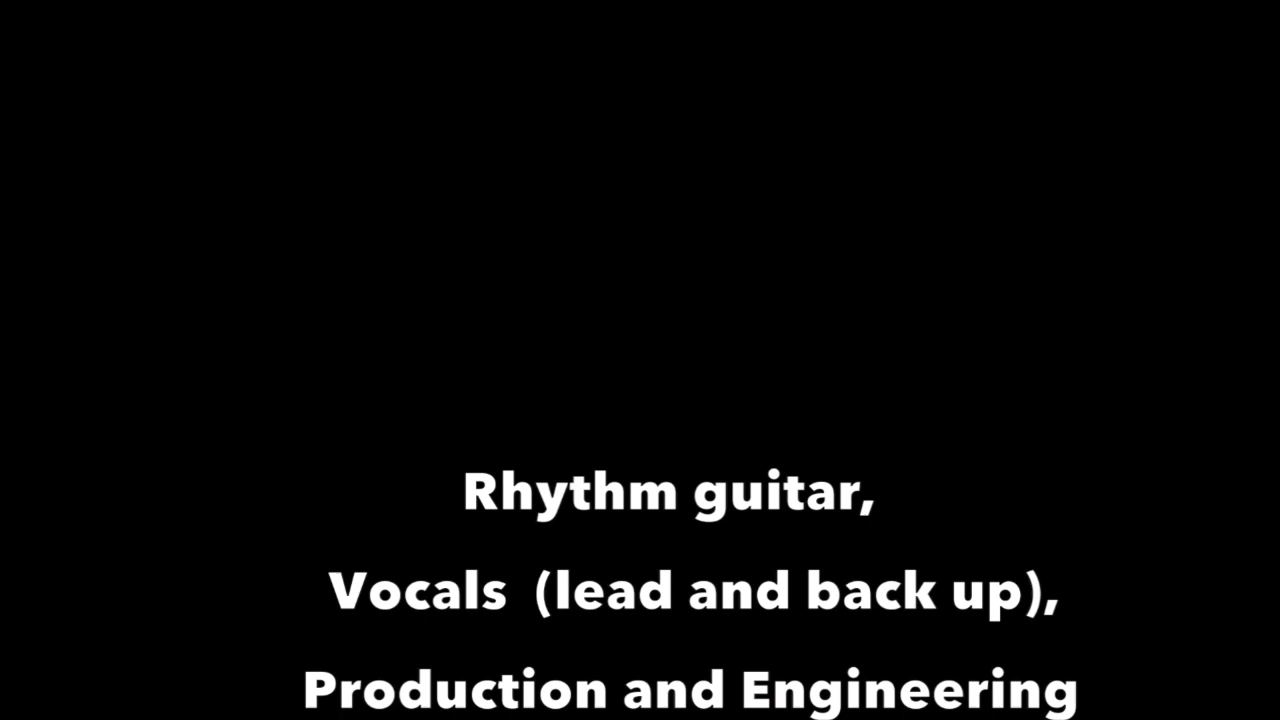 Rhythm guitar,
Vocals (lead and back up),
Production and Engineering